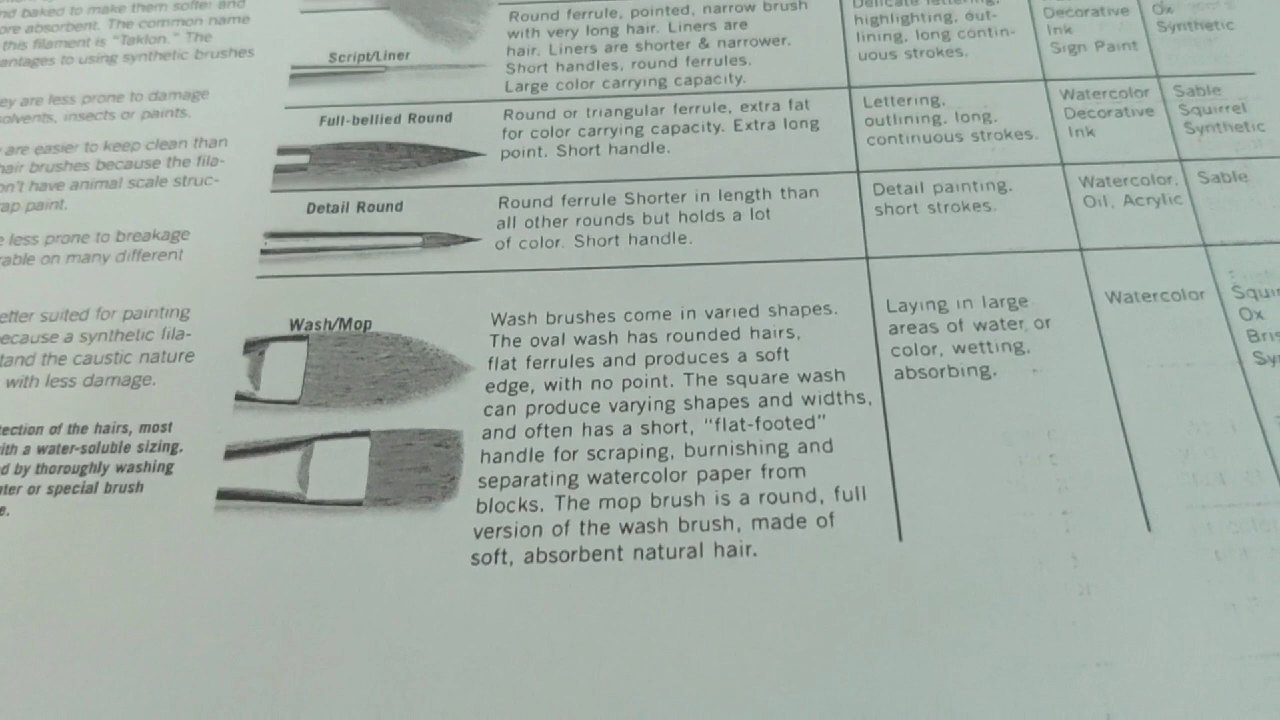 and baked to make them softer and
more absorbent. The common name
this filament is "Taklon." The
antages to using synthetic brushes
ey are less prone to damage
olvents, insects or paints.
are easier to keep clean than
hair brushes because the fila-
on't have animal scale struc-
ap paint.
less prone to breakage
rable on many different
etter suited for painting
ecause a synthetic fila-
tand the caustic nature
with less damage.
tection of the hairs, most
ith a water-soluble sizing.
d by thoroughly washing
ter or special brush
e.
Script/Liner
Round ferrule, pointed, narrow brush
with very long hair. Liners are
hair. Liners are shorter & narrower.
Short handles, round ferrules.
Large color carrying capacity.
Delicate lettering,
highlighting, out-
lining, long contin-
uous strokes.
Decorative
Ink
Sign Paint
Ox
Synthetic
Full-bellied Round
Round or triangular ferrule, extra fat
for color carrying capacity. Extra long
point. Short handle.
Lettering,
outlining, long,
continuous strokes.
Watercolor
Decorative
Ink
Sable
Squirrel
Synthetic
Detail Round
Round ferrule Shorter in length than
all other rounds but holds a lot
of color. Short handle.
Detail painting,
short strokes.
Watercolor,
Oil, Acrylic
Sable
Wash/Mop
Wash brushes come in varied shapes.
The oval wash has rounded hairs,
flat ferrules and produces a soft
edge, with no point. The square wash
can produce varying shapes and widths,
and often has a short, "flat-footed"
handle for scraping, burnishing and
separating watercolor paper from
blocks. The mop brush is a round, full
version of the wash brush, made of
soft, absorbent natural hair.
Laying in large
areas of water, or
color, wetting,
absorbing.
Watercolor
Squir
Ox
Bris
Sy